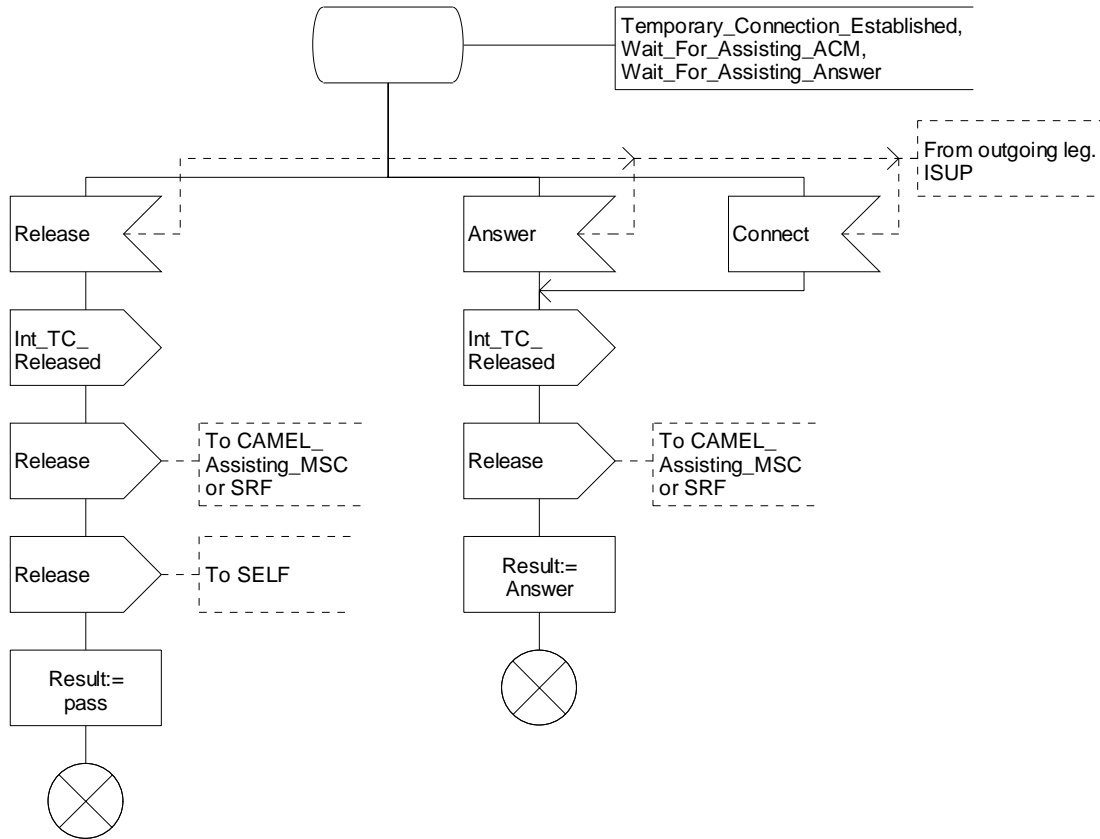 Temporary_Connection_Established,
Wait_For_Assisting_ACM,
Wait_For_Assisting_Answer
From outgoing leg.
ISUP
Release
Answer
Connect
Int_TC_
Released
Int_TC_
Released
Release
To CAMEL_
Assisting_MSC
or SRF
Release
To CAMEL_
Assisting_MSC
or SRF
Release
To SELF
Result:=
Answer
Result:=
pass